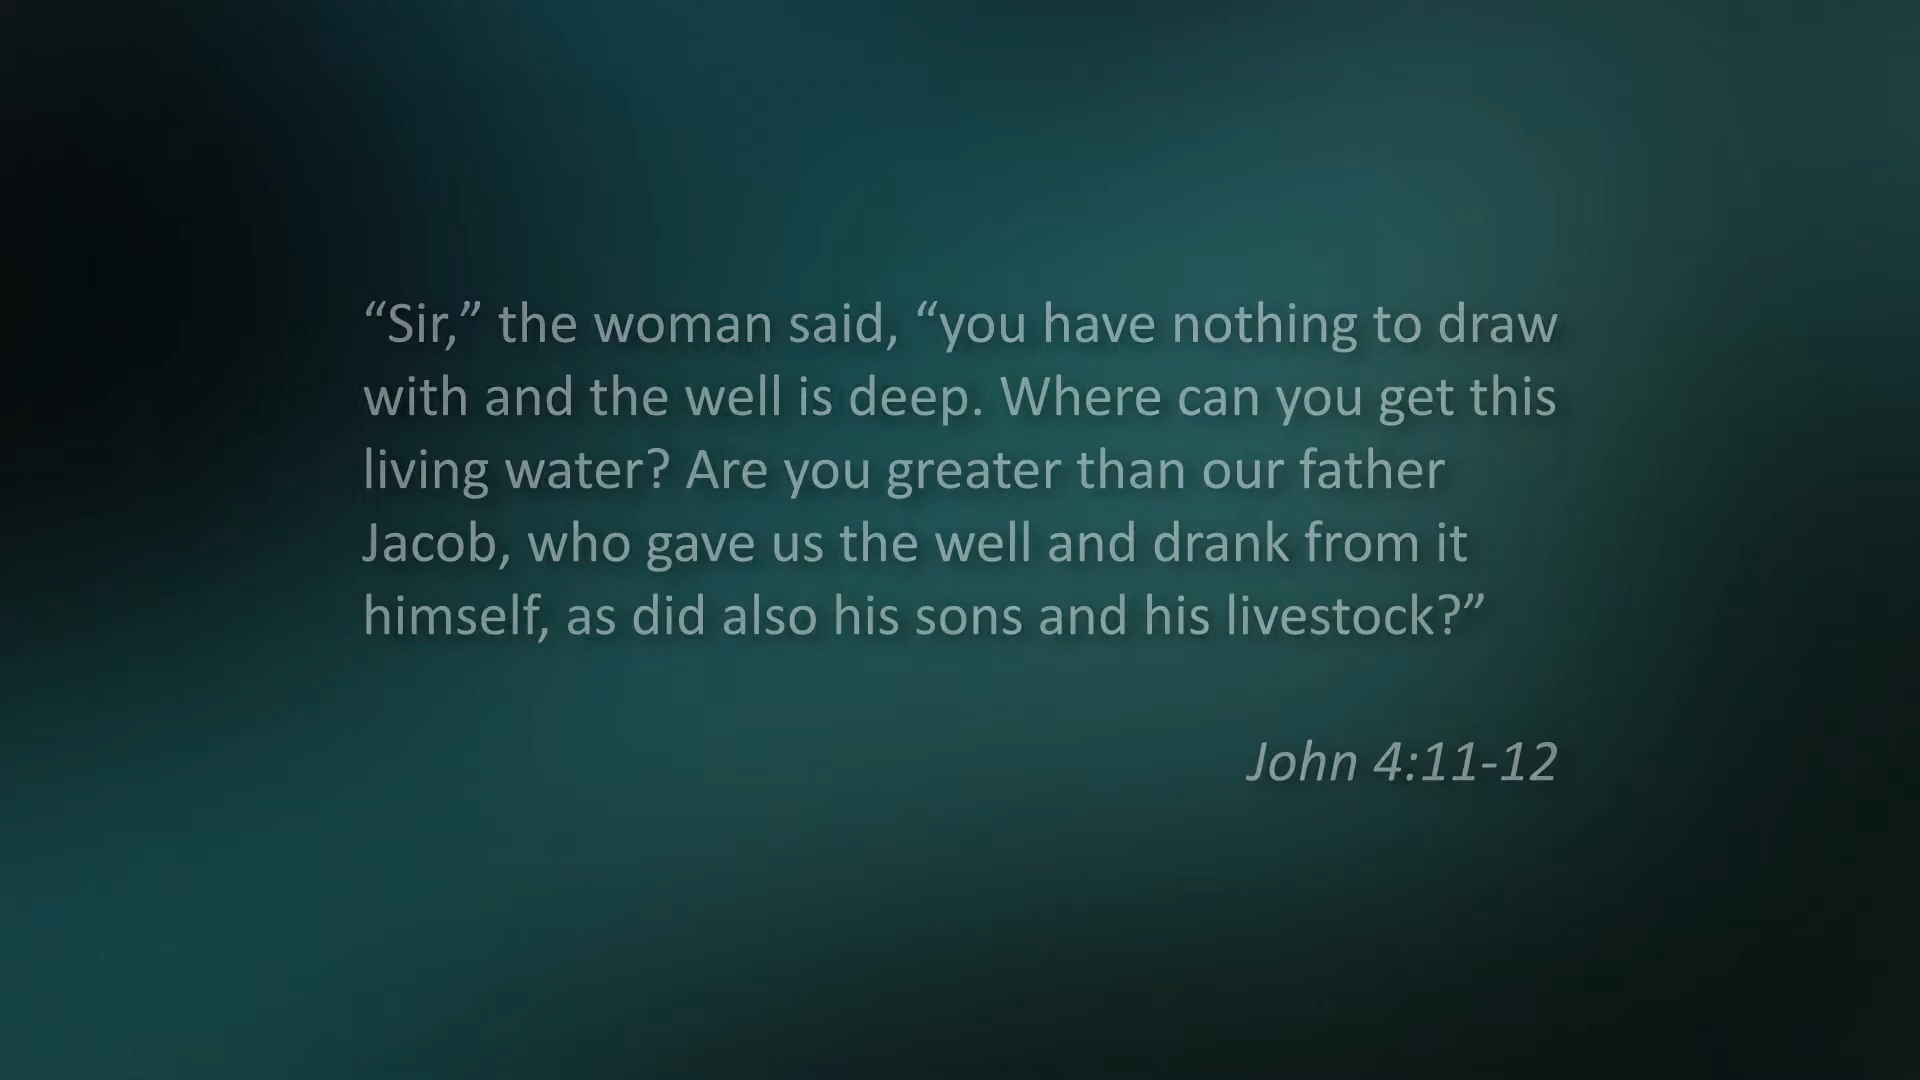 “Sir,” the woman said, “you have nothing to draw
with and the well is deep. Where can you get this
living water? Are you greater than our father
Jacob, who gave us the well and drank from it
himself, as did also his sons and his livestock?”
John 4:11-12